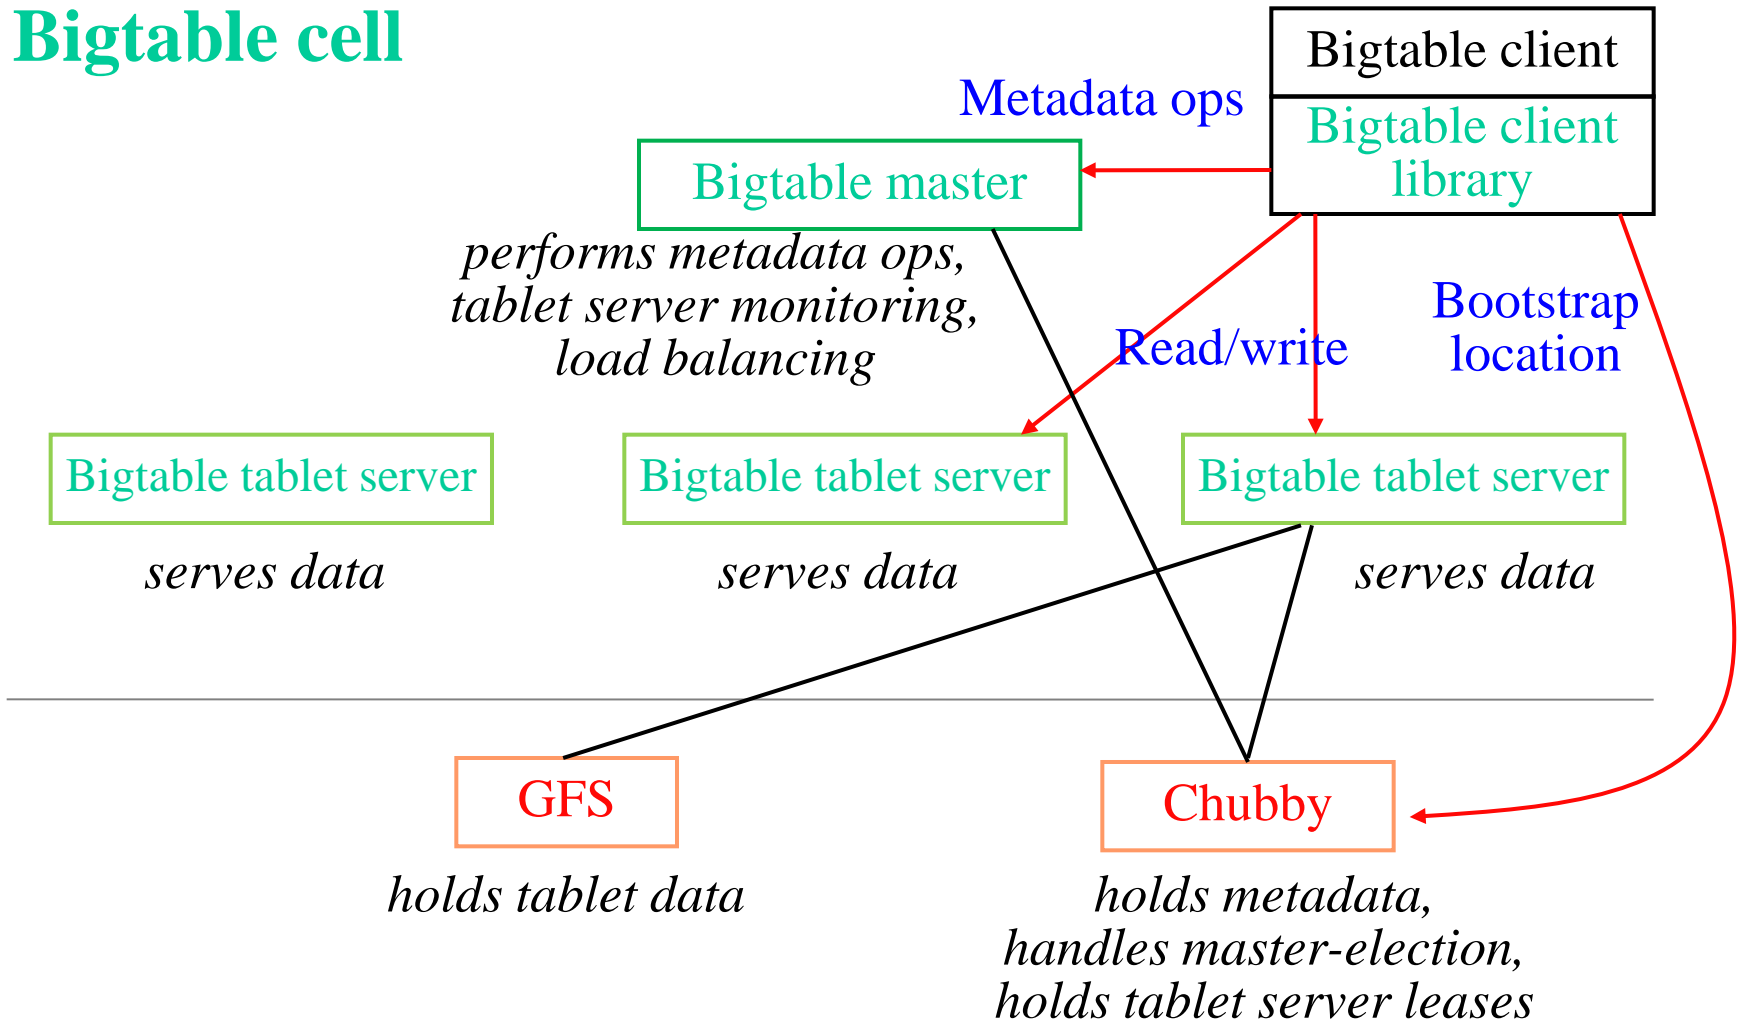 Bigtable cell
Bigtable client
Metadata ops
Bigtable client
library
Bigtable master
performs metadata ops,
tablet server monitoring,
load balancing
Read/write
Bootstrap
location
Bigtable tablet server
Bigtable tablet server
Bigtable tablet server
serves data
serves data
serves data
GFS
Chubby
holds tablet data
holds metadata,
handles master-election,
holds tablet server leases